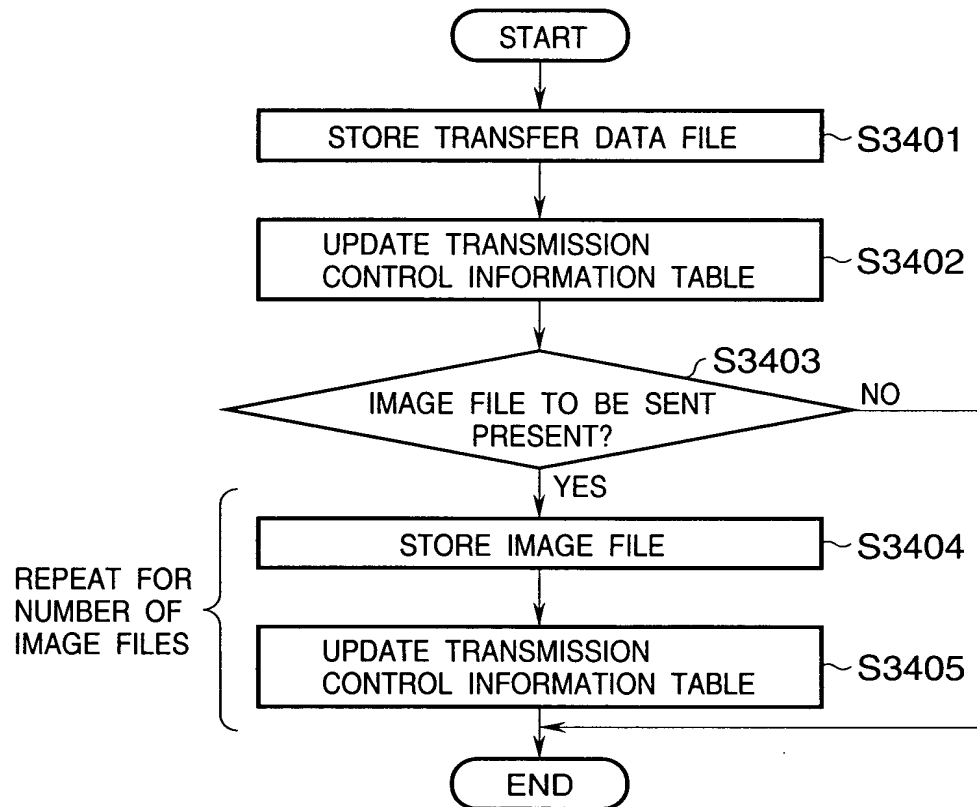 START
STORE TRANSFER DATA FILE
S3401
UPDATE TRANSMISSION
CONTROL INFORMATION TABLE
S3402
S3403
IMAGE FILE TO BE SENT
PRESENT?
NO
YES
STORE IMAGE FILE
S3404
REPEAT FOR
NUMBER OF
IMAGE FILES
UPDATE TRANSMISSION
CONTROL INFORMATION TABLE
S3405
END